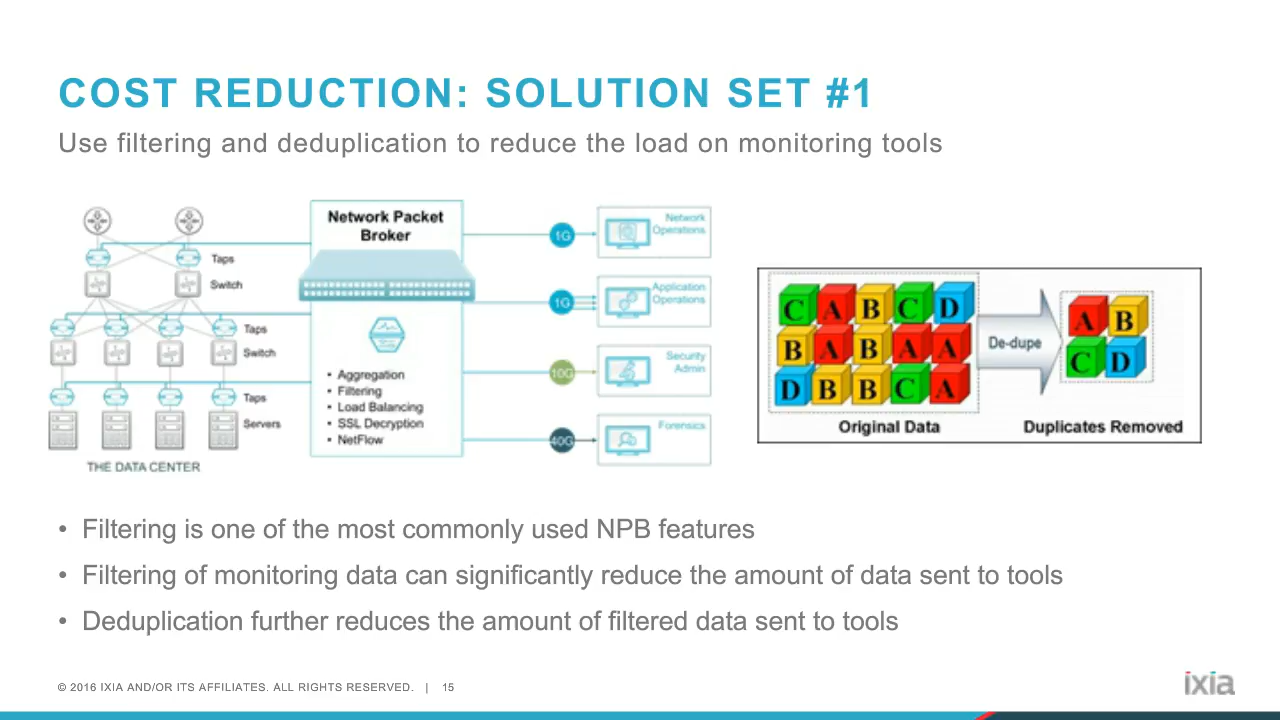 COST REDUCTION: SOLUTION SET #1
Use filtering and deduplication to reduce the load on monitoring tools
Taps
Switch
Taps
Switch
Taps
Servers
THE DATA CENTER
Network Packet
Broker
• Aggregation
• Filtering
• Load Balancing
• SSL Decryption
• NetFlow
1G
Network
Operations
1G
Application
Operations
10G
Security
Admin
40G
Forensics
C A B C D
B A B A A
D B B C A
Original Data
De-dupe
A B
C D
Duplicates Removed
• Filtering is one of the most commonly used NPB features
• Filtering of monitoring data can significantly reduce the amount of data sent to tools
• Deduplication further reduces the amount of filtered data sent to tools
© 2016 IXIA AND/OR ITS AFFILIATES. ALL RIGHTS RESERVED. | 15
ixia